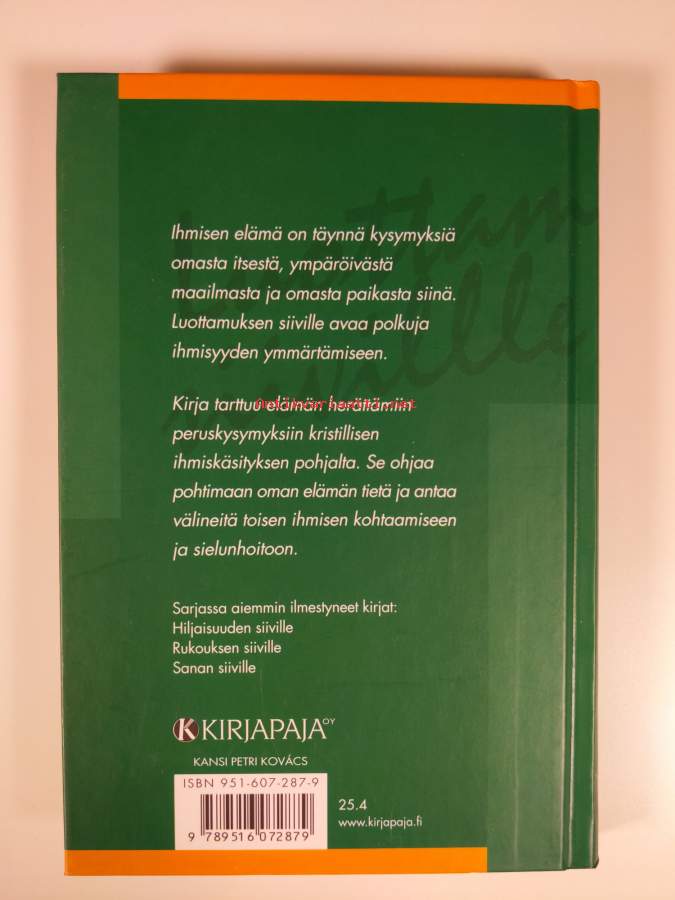 Ihmisen elämä on täynnä kysymyksiä
omasta itsestä, ympäröivästä
maailmasta ja omasta paikasta siinä.
Luottamuksen siiville avaa polkuja
ihmisyyden ymmärtämiseen.
Kirja tarttuu elämän herättämiin
peruskysymyksiin kristillisen
ihmiskäsityksen pohjalta. Se ohjaa
pohtimaan oman elämän tietä ja antaa
välineitä toisen ihmisen kohtaamiseen
ja sielunhoitoon.
Sarjassa aiemmin ilmestyneet kirjat:
Hiljaisuuden siiville
Rukouksen siiville
Sanan siiville
K KIRJAPAJA OY
KANSI PETRI KOVÁCS
ISBN 951-607-287-9
9 789516 072879
25.4
www.kirjapaja.fi